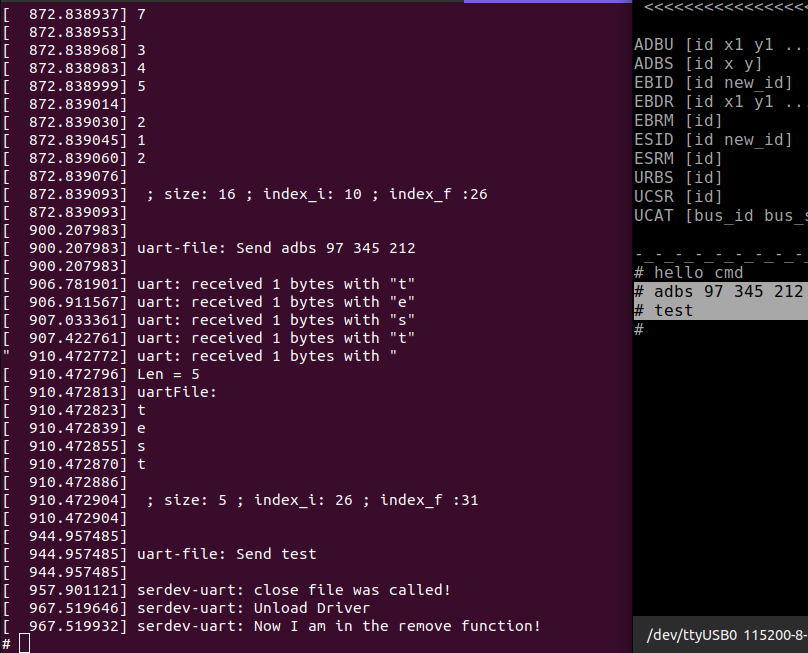 [  872.838937] 7
[  872.838953]
[  872.838968] 3
[  872.838983] 4
[  872.838999] 5
[  872.839014]
[  872.839030] 2
[  872.839045] 1
[  872.839060] 2
[  872.839076]
[  872.839093]  ; size: 16 ; index_i: 10 ; index_f :26
[  872.839093]
[  900.207983]
[  900.207983] uart-file: Send adbs 97 345 212
[  900.207983]
[  906.781901] uart: received 1 bytes with "t"
[  906.911567] uart: received 1 bytes with "e"
[  907.033361] uart: received 1 bytes with "s"
[  907.422761] uart: received 1 bytes with "t"
"  910.472772] uart: received 1 bytes with "
[  910.472796] Len = 5
[  910.472813] uartFile:
[  910.472823] t
[  910.472839] e
[  910.472855] s
[  910.472870] t
[  910.472886]
[  910.472904]  ; size: 5 ; index_i: 26 ; index_f :31
[  910.472904]
[  944.957485]
[  944.957485] uart-file: Send test
[  944.957485]
[  957.901121] serdev-uart: close file was called!
[  967.519646] serdev-uart: Unload Driver
[  967.519932] serdev-uart: Now I am in the remove function!
#
<<<<<<<<<<<<<<<<<
ADBU [id x1 y1 ...
ADBS [id x y]
EBID [id new_id]
EBDR [id x1 y1 ...
EBRM [id]
ESID [id new_id]
ESRM [id]
URBS [id]
UCSR [id]
UCAT [bus_id bus_s
-_-_-_-_-_-_-_-_-_
# hello cmd
# adbs 97 345 212
# test
#
/dev/ttyUSB0 115200-8-